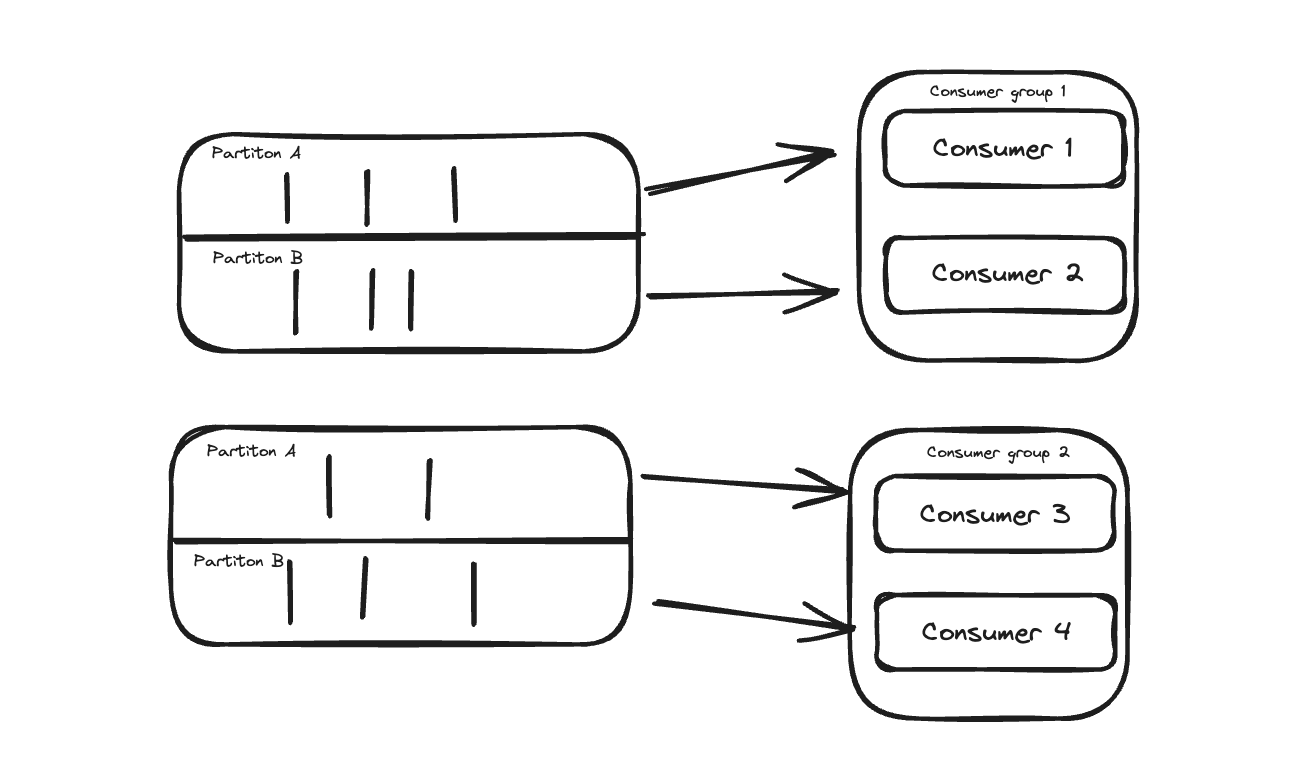 Consumer group 1
Partiton A
Consumer 1
Partiton B
Consumer 2
Partiton A
Consumer group 2
Consumer 3
Partiton B
Consumer 4